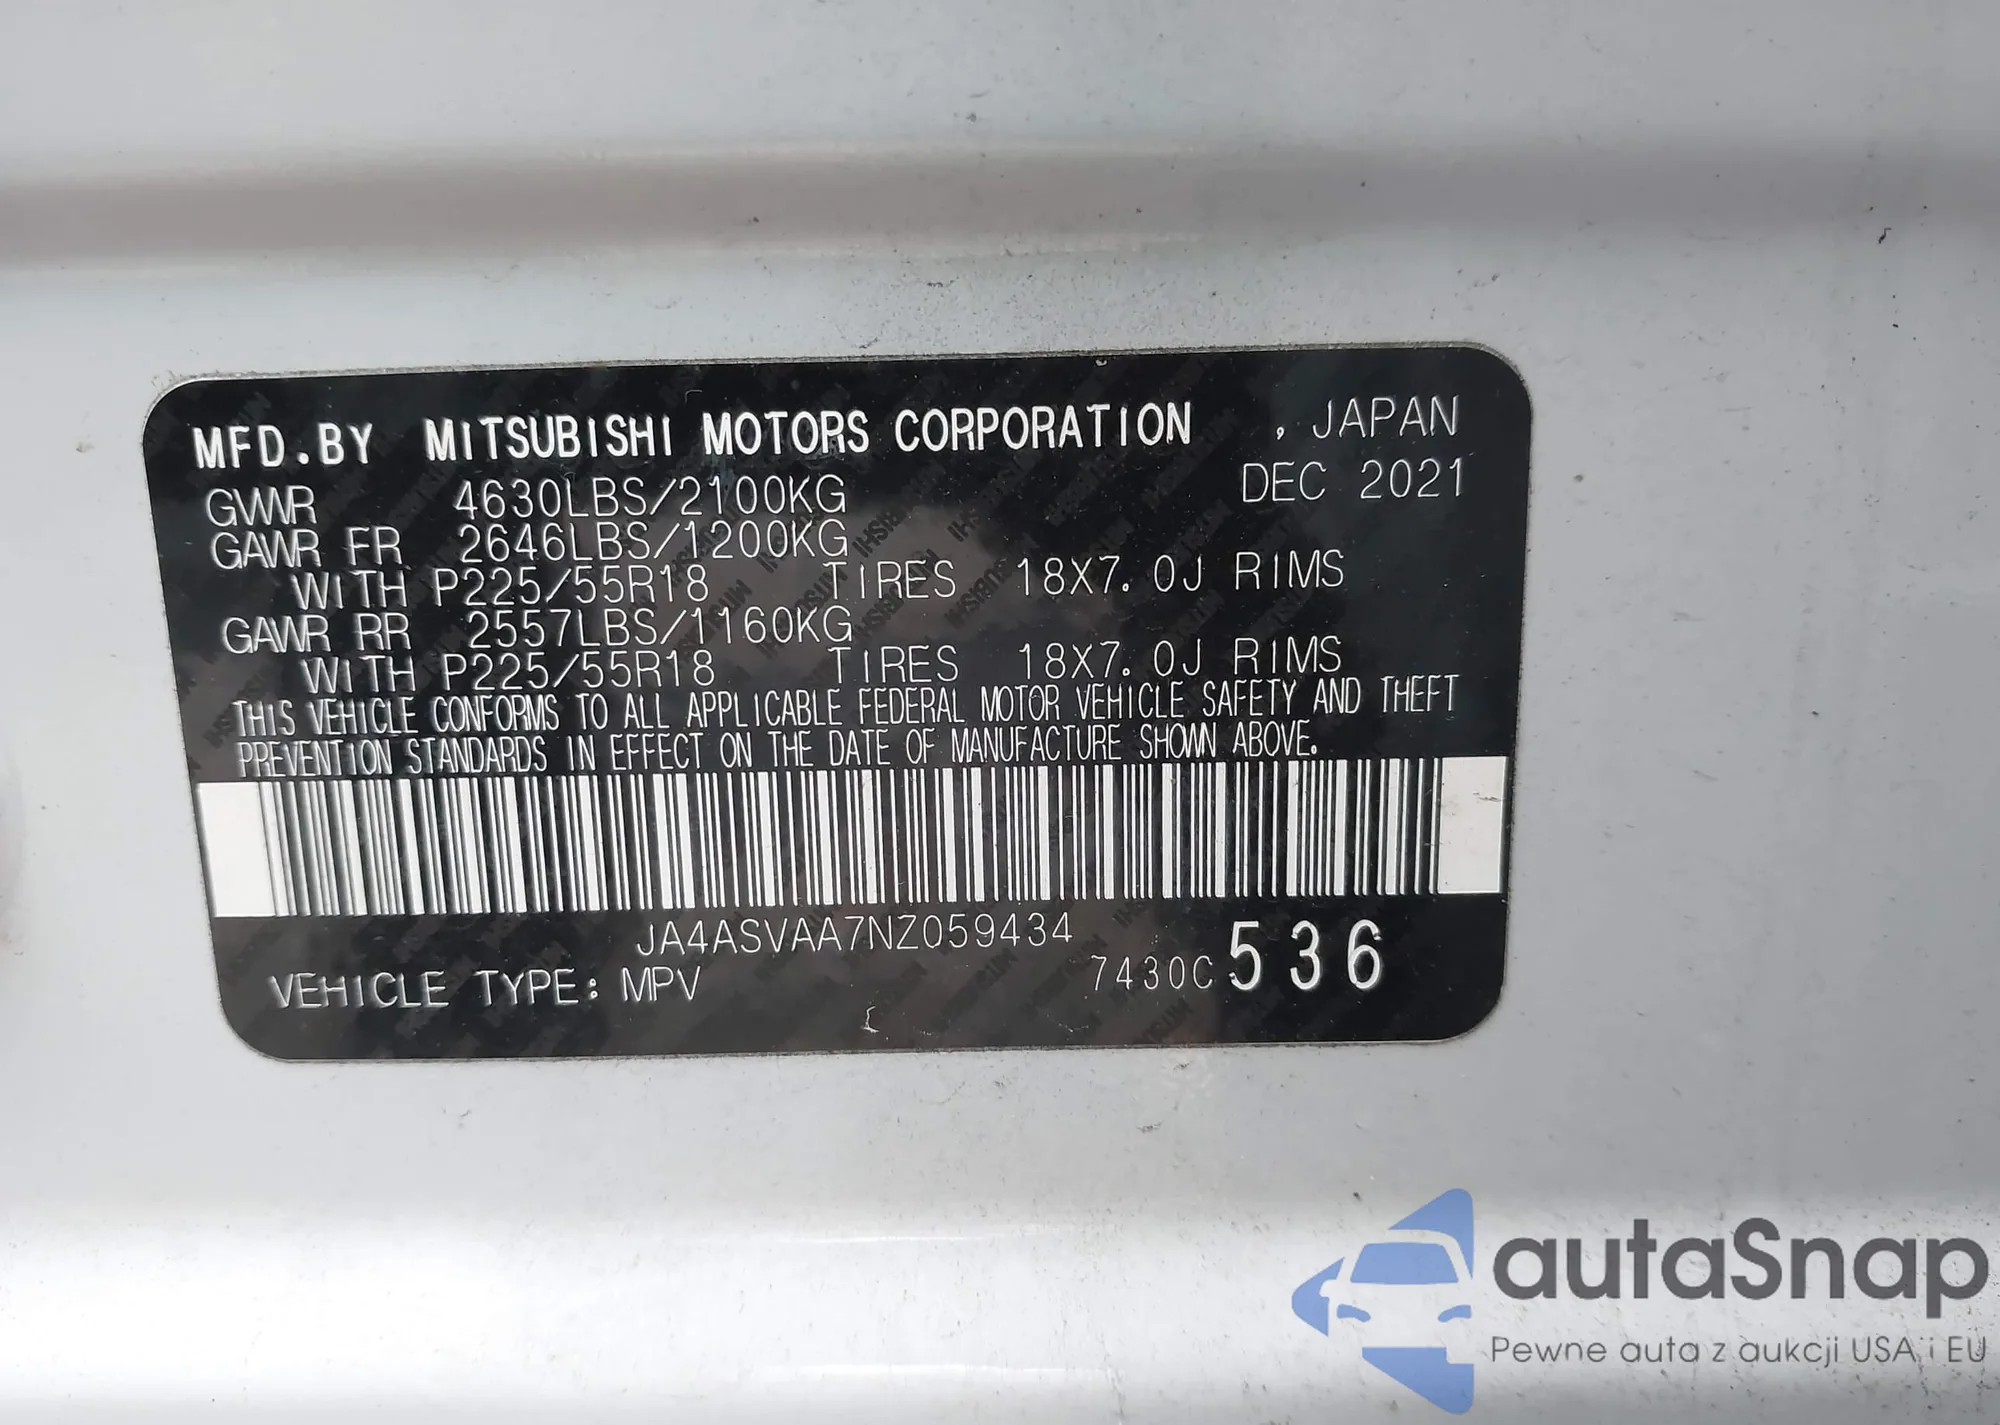 MFD.BY MITSUBISHI MOTORS CORPORATION , JAPAN
GVWR 4630LBS/2100KG DEC 2021
GAWR FR 2646LBS/1200KG
WITH P225/55R18 TIRES 18X7.0J RIMS
GAWR RR 2557LBS/1160KG
WITH P225/55R18 TIRES 18X7.0J RIMS
THIS VEHICLE CONFORMS TO ALL APPLICABLE FEDERAL MOTOR VEHICLE SAFETY AND THEFT
PREVENTION STANDARDS IN EFFECT ON THE DATE OF MANUFACTURE SHOWN ABOVE.
JA4ASVAA7NZ059434
VEHICLE TYPE: MPV 7430C 536
autaSnap
Pewne auta z aukcji USA i EU